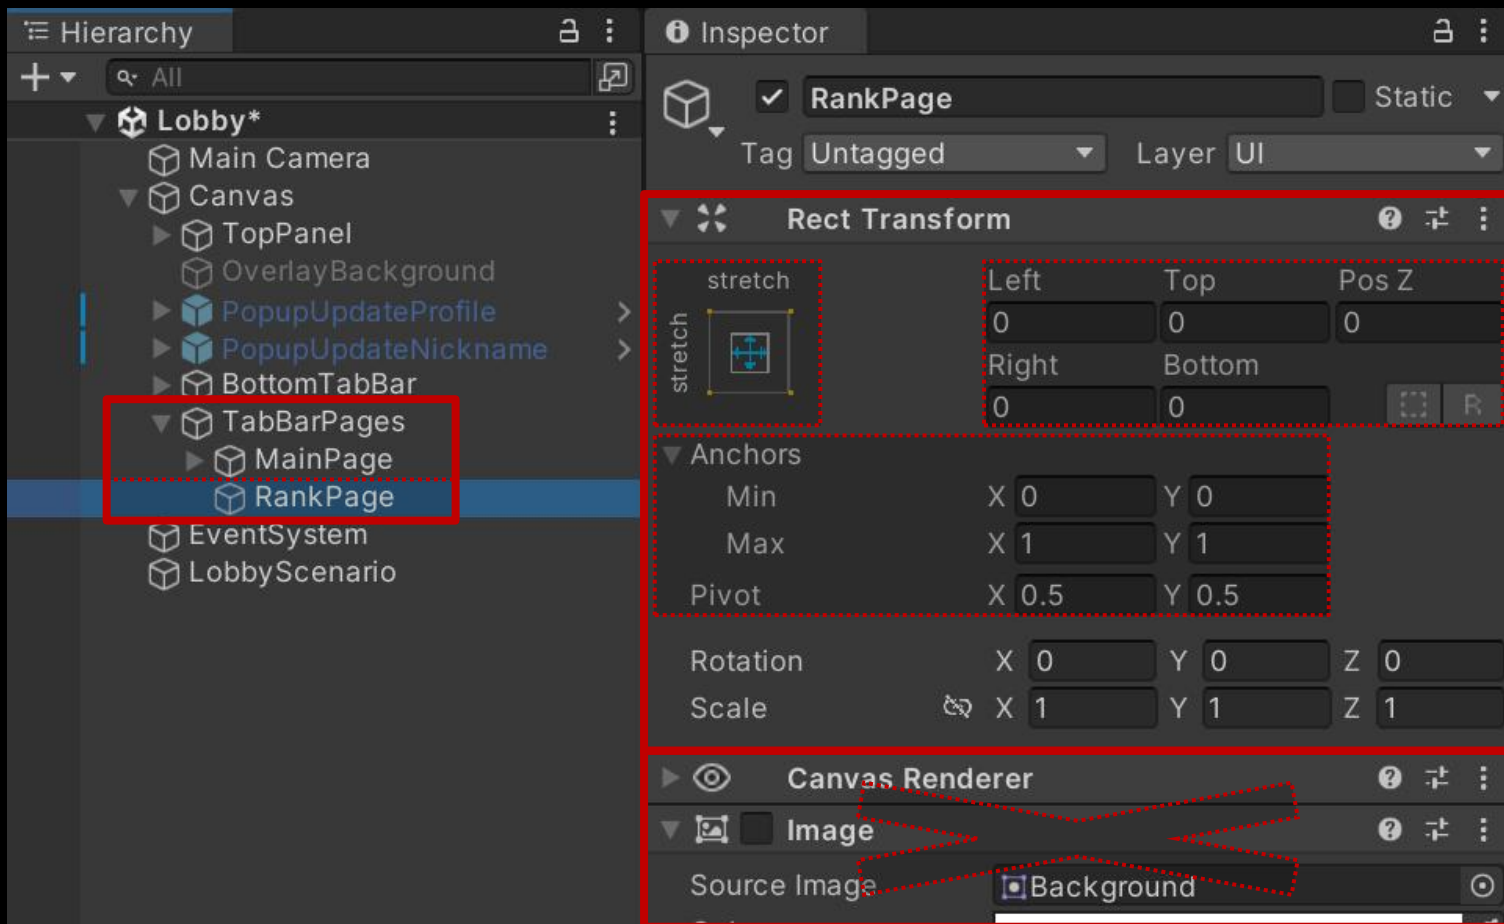 Hierarchy
All
Lobby*
Main Camera
Canvas
TopPanel
OverlayBackground
PopupUpdateProfile
PopupUpdateNickname
BottomTabBar
TabBarPages
MainPage
RankPage
EventSystem
LobbyScenario
Inspector
RankPage Static
Tag Untagged Layer UI
Rect Transform
stretch
stretch
Left Top Pos Z
0 0 0
Right Bottom
0 0 R
Anchors
Min X 0 Y 0
Max X 1 Y 1
Pivot X 0.5 Y 0.5
Rotation X 0 Y 0 Z 0
Scale X 1 Y 1 Z 1
Canvas Renderer
Image
Source Image Background